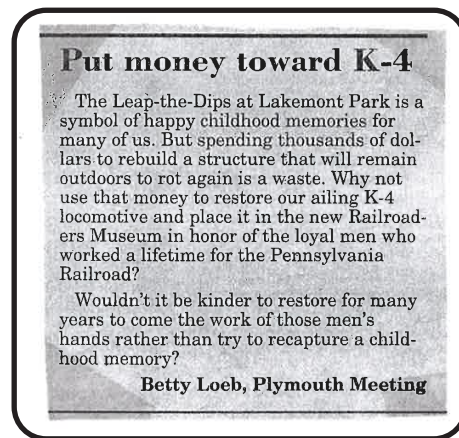 Put money toward K-4
The Leap-the-Dips at Lakemont Park is a
symbol of happy childhood memories for
many of us. But spending thousands of dol-
lars to rebuild a structure that will remain
outdoors to rot again is a waste. Why not
use that money to restore our ailing K-4
locomotive and place it in the new Railroad-
ers Museum in honor of the loyal men who
worked a lifetime for the Pennsylvania
Railroad?
Wouldn't it be kinder to restore for many
years to come the work of those men's
hands rather than try to recapture a child-
hood memory?
Betty Loeb, Plymouth Meeting